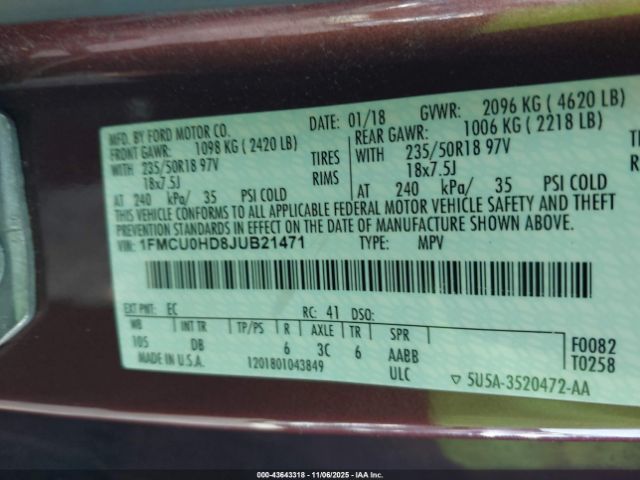 MFD. BY FORD MOTOR CO. DATE: 01/18 GVWR: 2096 KG ( 4620 LB)
FRONT GAWR: 1098 KG ( 2420 LB) REAR GAWR: 1006 KG ( 2218 LB)
WITH 235/50R18 97V TIRES WITH 235/50R18 97V
18x7.5J RIMS 18x7.5J
AT 240 kPa/ 35 PSI COLD AT 240 kPa/ 35 PSI COLD
THIS VEHICLE CONFORMS TO ALL APPLICABLE FEDERAL MOTOR VEHICLE SAFETY AND THEFT
PREVENTION STANDARDS IN EFFECT ON THE DATE OF MANUFACTURE SHOWN ABOVE.
VIN: 1FMCU0HD8JUB21471 TYPE: MPV
EXT PNT: EC RC: 41 DSO:
WB INT TR TP/PS R AXLE TR SPR F0082
105 DB 6 3C 6 AABB T0258
MADE IN U.S.A. 1201801043849 ULC ▽ 5U5A-3520472-AA
000-43643318 - 11/06/2025 - IAA Inc.